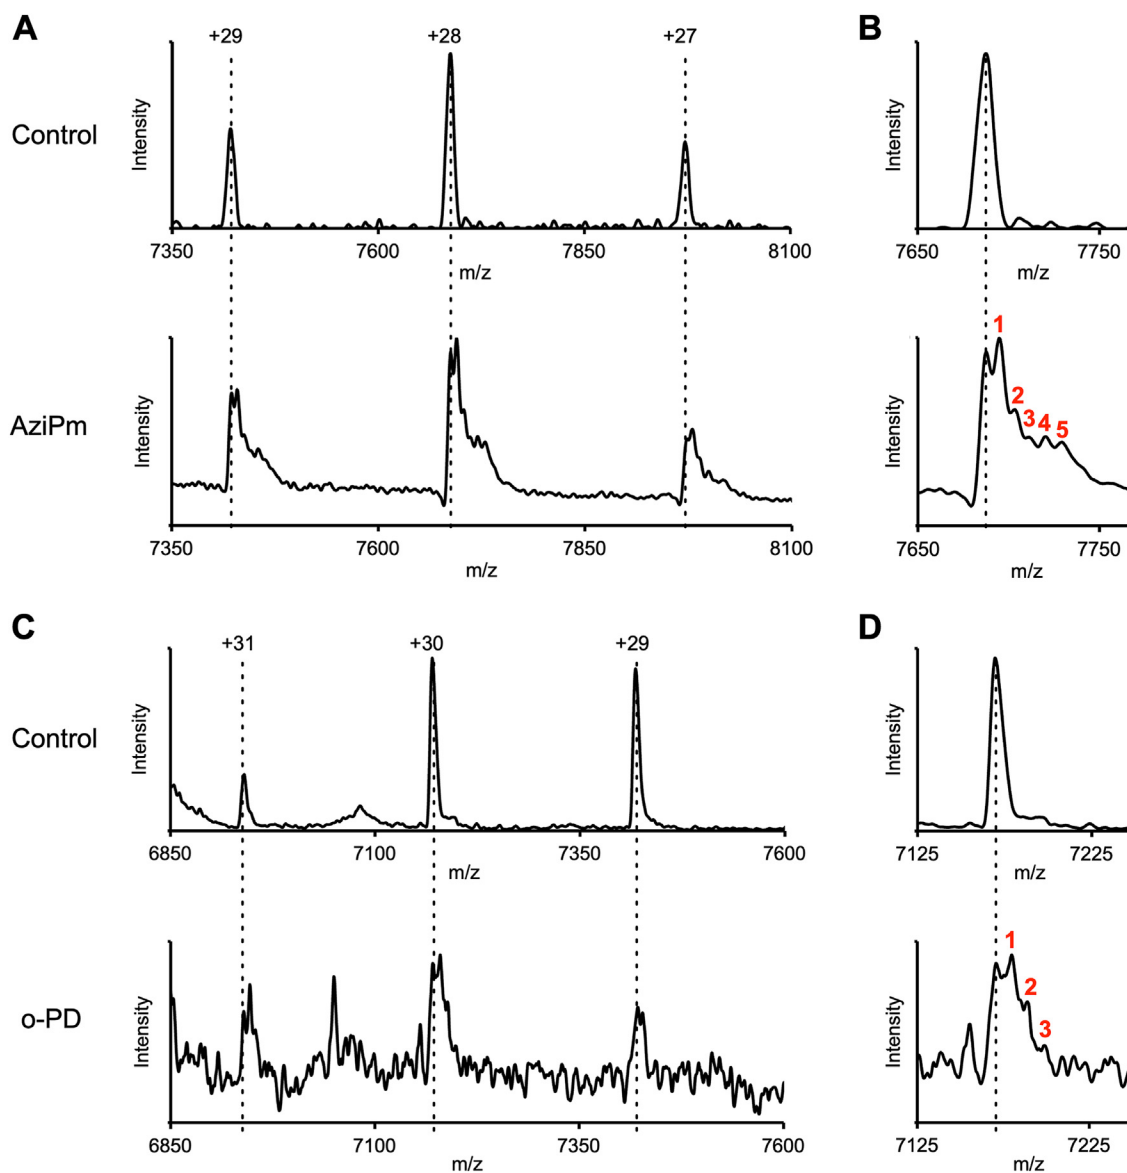 A
B
+29
+28
+27
Control
Intensity
Intensity
7350
7600
7850
8100
m/z
7650
7750
m/z
AziPm
Intensity
Intensity
1
2
3
4
5
7350
7600
7850
8100
m/z
7650
7750
m/z
C
D
+31
+30
+29
Control
Intensity
Intensity
6850
7100
7350
7600
m/z
7125
7225
m/z
o-PD
Intensity
Intensity
1
2
3
6850
7100
7350
7600
m/z
7125
7225
m/z